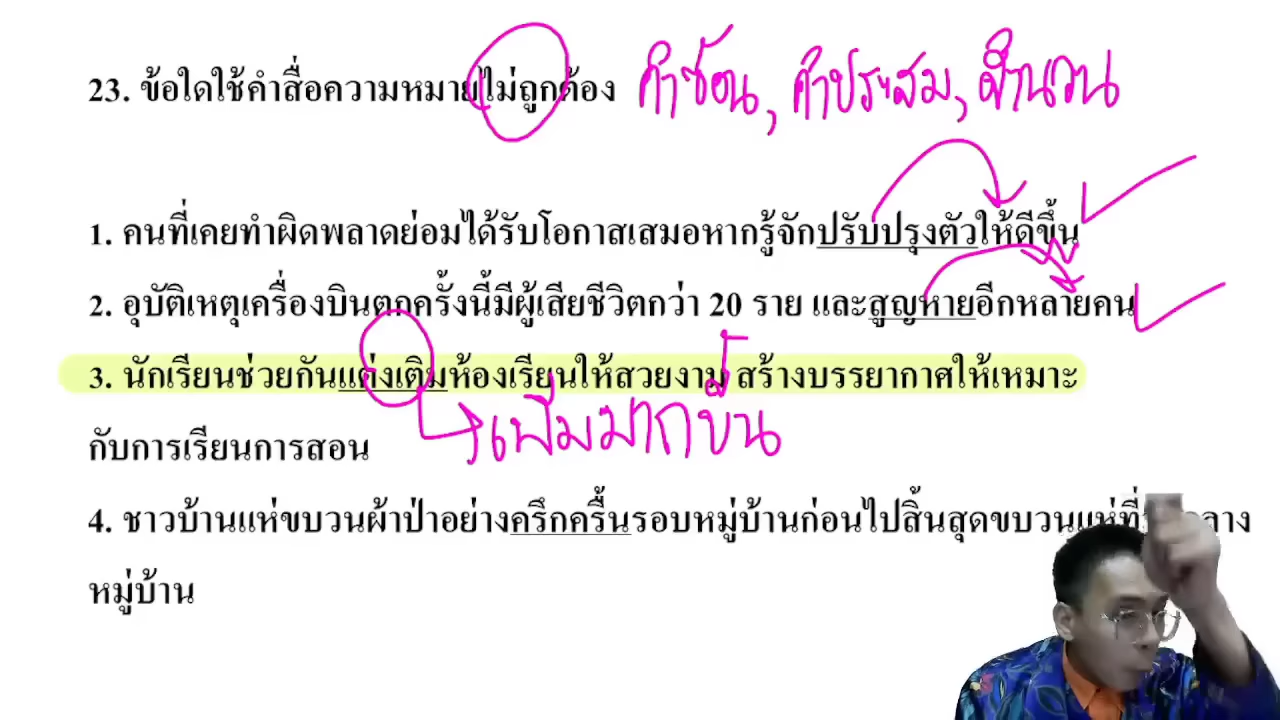 23. ข้อใดใช้คำสื่อความหมายไม่ถูกต้อง คำซ้อน, คำประสม, สำนวน
1. คนที่เคยทำผิดพลาดย่อมได้รับโอกาสเสมอหากรู้จักปรับปรุงตัวให้ดีขึ้น
2. อุบัติเหตุเครื่องบินตกครั้งนี้มีผู้เสียชีวิตกว่า 20 ราย และสูญหายอีกหลายคน
3. นักเรียนช่วยกันแต่งเติมห้องเรียนให้สวยงาม สร้างบรรยากาศให้เหมาะ
กับการเรียนการสอน
เพิ่มมากขึ้น
4. ชาวบ้านแห่ขบวนผ้าป่าอย่างครึกครื้นรอบหมู่บ้านก่อนไปสิ้นสุดขบวนแห่ที่
หมู่บ้าน